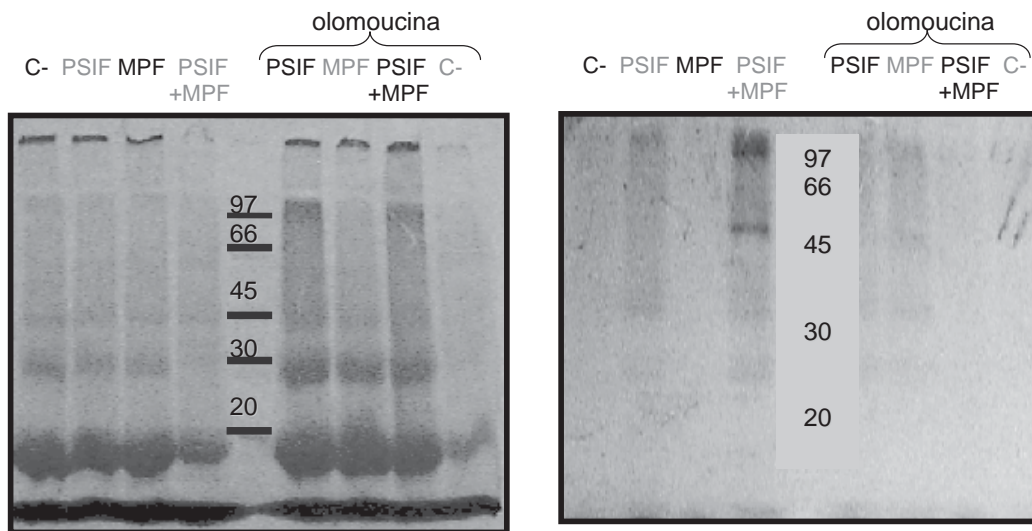 olomoucina
C- PSIF MPF PSIF PSIF MPF PSIF C-
+MPF +MPF
97
66
45
30
20
olomoucina
C- PSIF MPF PSIF PSIF MPF PSIF C-
+MPF +MPF
97
66
45
30
20